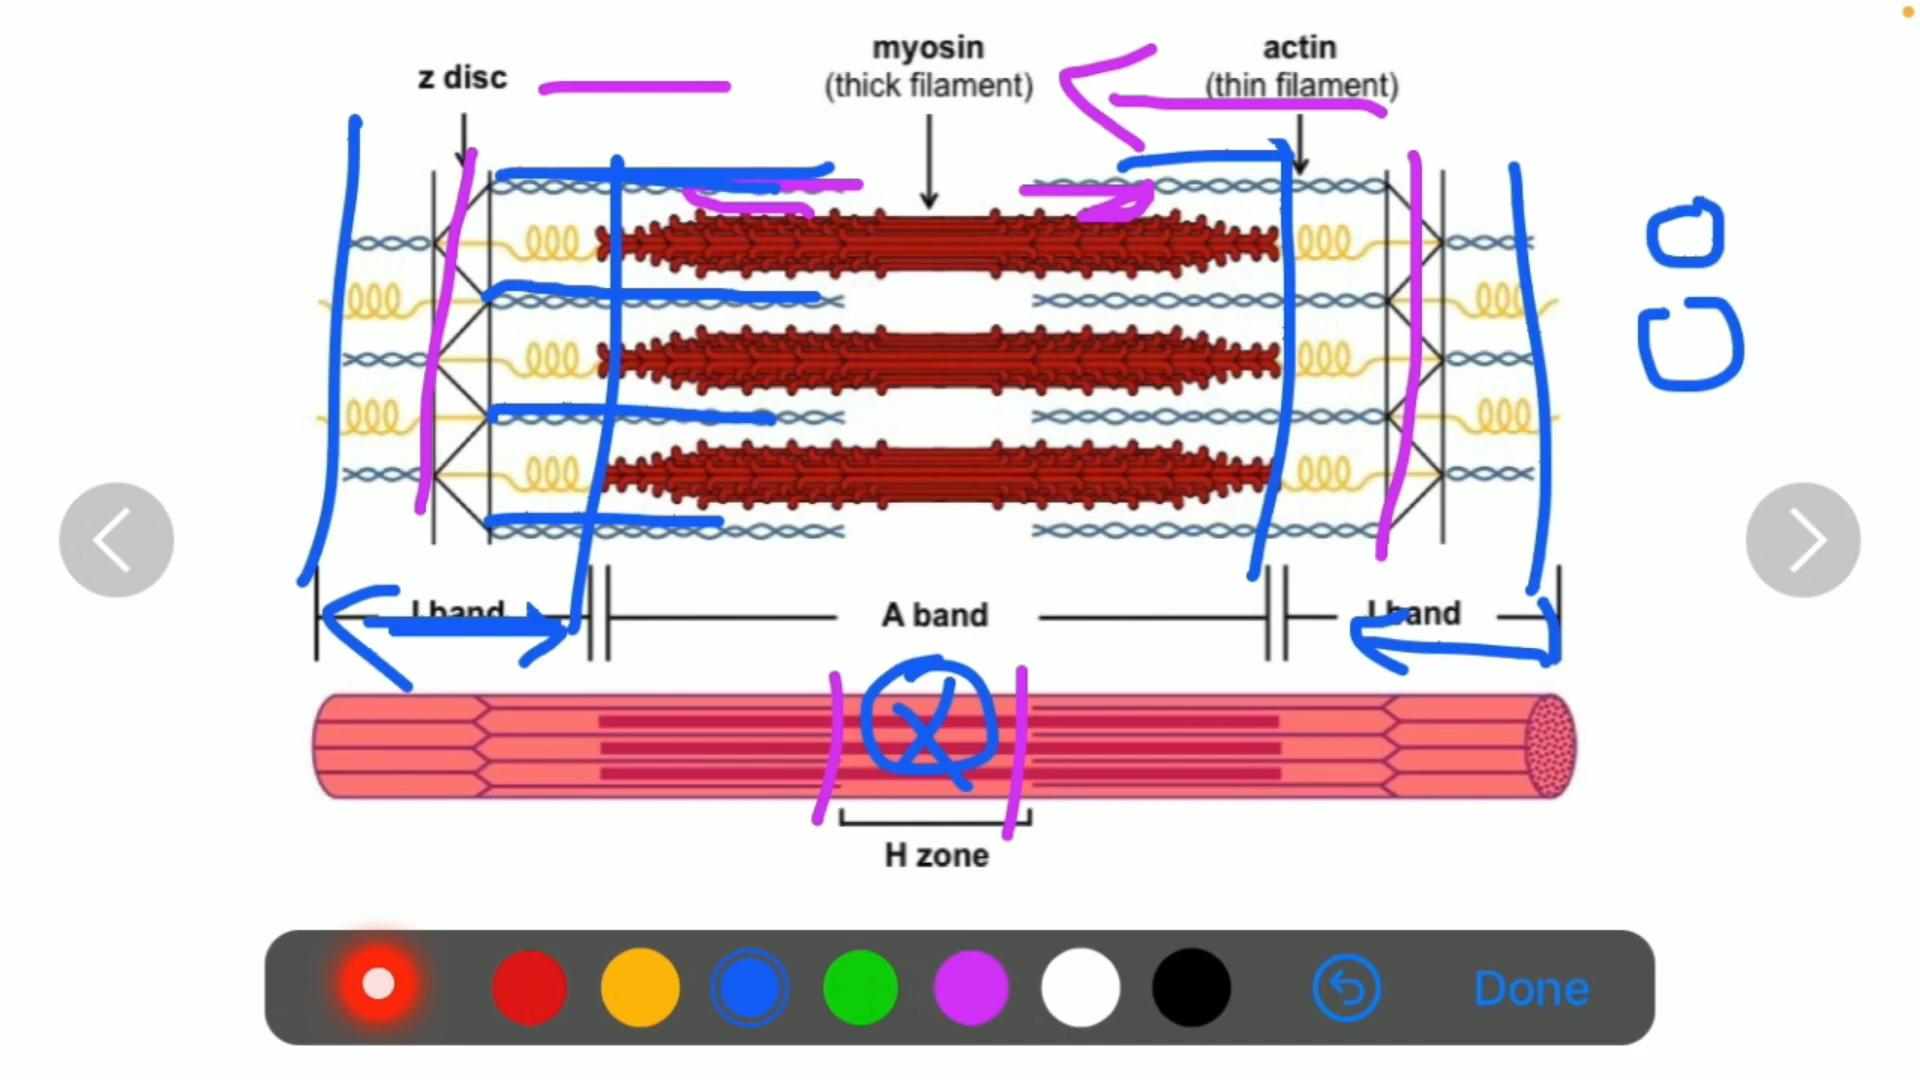 z disc
myosin
(thick filament)
actin
(thin filament)
I band
A band
I band
H zone
Done